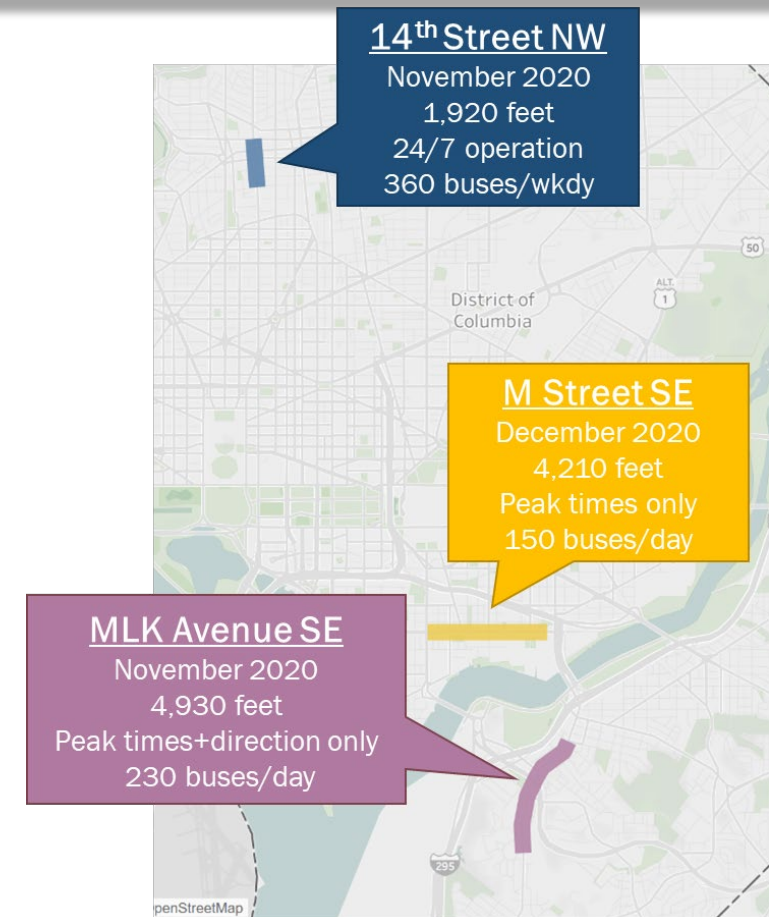 14th Street NW
November 2020
1,920 feet
24/7 operation
360 buses/wkdy
50
ALT.
1
District of
Columbia
M Street SE
December 2020
4,210 feet
Peak times only
150 buses/day
MLK Avenue SE
November 2020
4,930 feet
Peak times+direction only
230 buses/day
295
penStreetMap